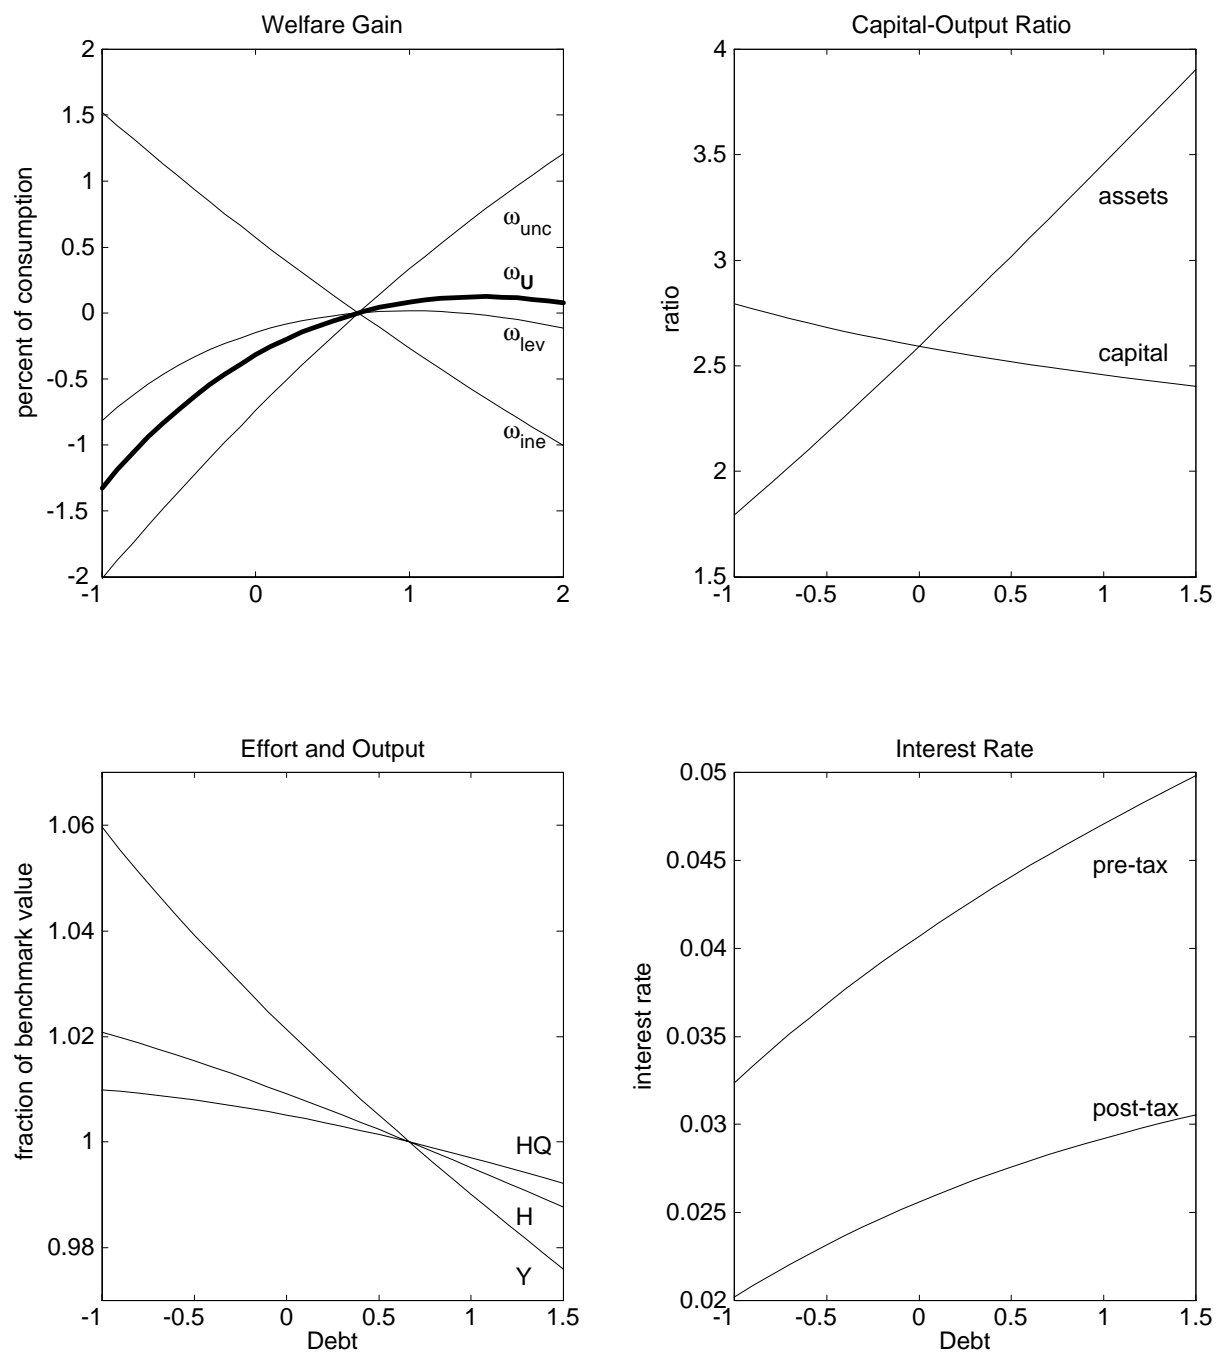 Welfare Gain
percent of consumption
2
1.5
1
0.5
0
-0.5
-1
-1.5
-2
-1 0 1 2
ωunc
ωU
ωlev
ωine
Capital-Output Ratio
ratio
4
3.5
3
2.5
2
1.5
-1 -0.5 0 0.5 1 1.5
assets
capital
Effort and Output
fraction of benchmark value
1.06
1.04
1.02
1
0.98
-1 -0.5 0 0.5 1 1.5
Debt
HQ
H
Y
Interest Rate
interest rate
0.05
0.045
0.04
0.035
0.03
0.025
0.02
-1 -0.5 0 0.5 1 1.5
Debt
pre-tax
post-tax